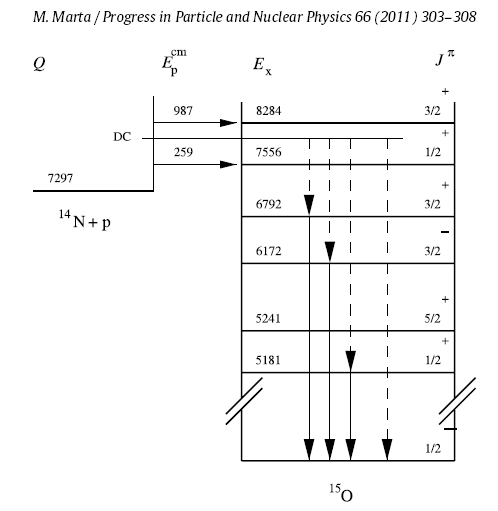 M. Marta / Progress in Particle and Nuclear Physics 66 (2011) 303–308
Q E_p^cm E_x J^π
987 8284 3/2 +
DC
259 7556 1/2 +
7297
6792 3/2 +
¹⁴N + p
6172 3/2 −
5241 5/2 +
5181 1/2 +
1/2 −
¹⁵O